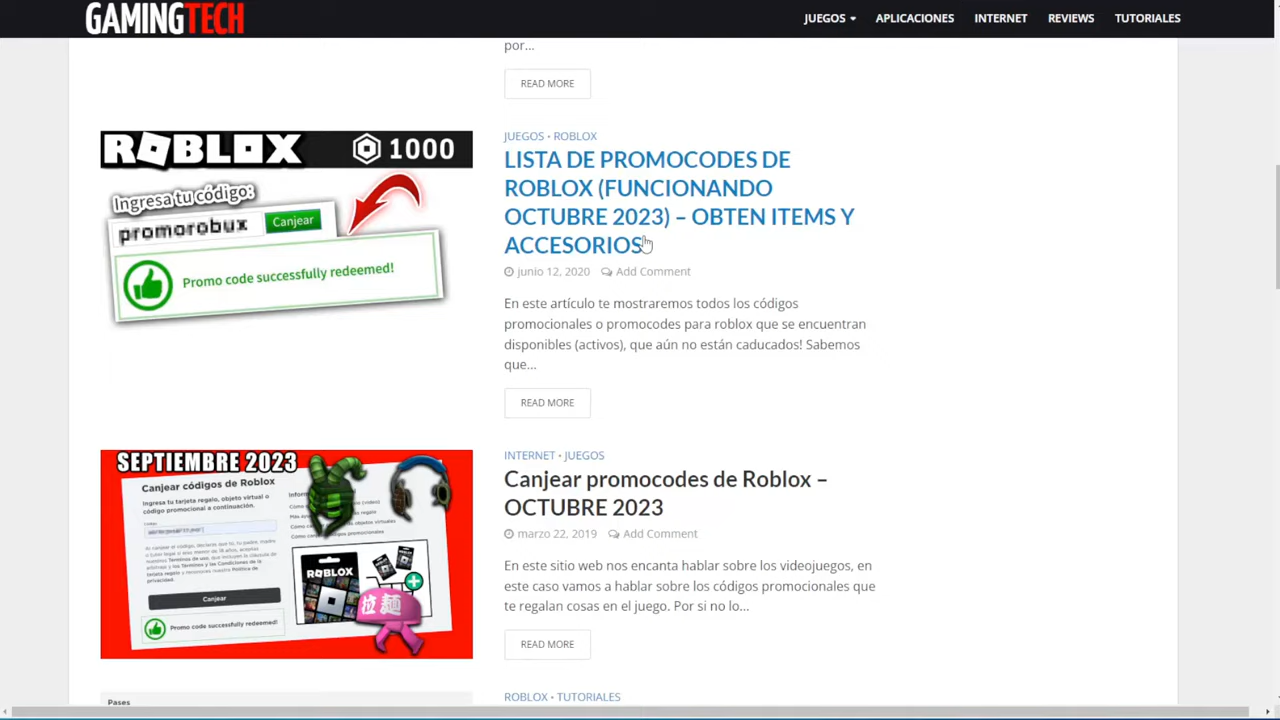 GAMINGTECH
JUEGOS
APLICACIONES
INTERNET
REVIEWS
TUTORIALES
por...
READ MORE
ROBLOX 1000
Ingresa tu código:
promorobux Canjear
Promo code successfully redeemed!
JUEGOS • ROBLOX
LISTA DE PROMOCODES DE
ROBLOX (FUNCIONANDO
OCTUBRE 2023) – OBTEN ITEMS Y
ACCESORIOS
junio 12, 2020 Add Comment
En este artículo te mostraremos todos los códigos
promocionales o promocodes para roblox que se encuentran
disponibles (activos), que aún no están caducados! Sabemos
que...
READ MORE
SEPTIEMBRE 2023
Canjear códigos de Roblox
Ingresa tu tarjeta regalo, objeto virtual o
código promocional a continuación.
Canjear
Promo code successfully redeemed!
ROBLOX
拉麺
INTERNET • JUEGOS
Canjear promocodes de Roblox –
OCTUBRE 2023
marzo 22, 2019 Add Comment
En este sitio web nos encanta hablar sobre los videojuegos, en
este caso vamos a hablar sobre los códigos promocionales que
te regalan cosas en el juego. Por si no lo...
READ MORE
Pases
ROBLOX • TUTORIALES